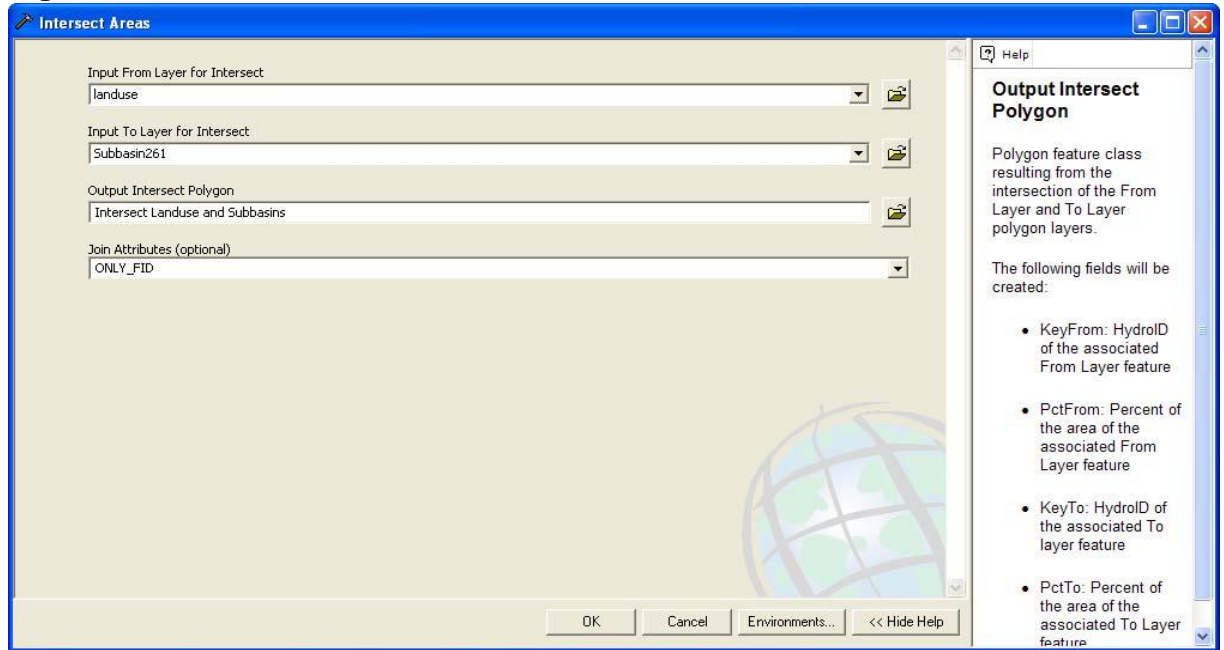 Intersect Areas
Input From Layer for Intersect
landuse
Input To Layer for Intersect
Subbasin261
Output Intersect Polygon
Intersect Landuse and Subbasins
Join Attributes (optional)
ONLY_FID
OK
Cancel
Environments...
<< Hide Help
Help
Output Intersect
Polygon
Polygon feature class
resulting from the
intersection of the From
Layer and To Layer
polygon layers.
The following fields will be
created:
• KeyFrom: HydroID
of the associated
From Layer feature
• PctFrom: Percent of
the area of the
associated From
Layer feature
• KeyTo: HydroID of
the associated To
layer feature
• PctTo: Percent of
the area of the
associated To Layer
feature